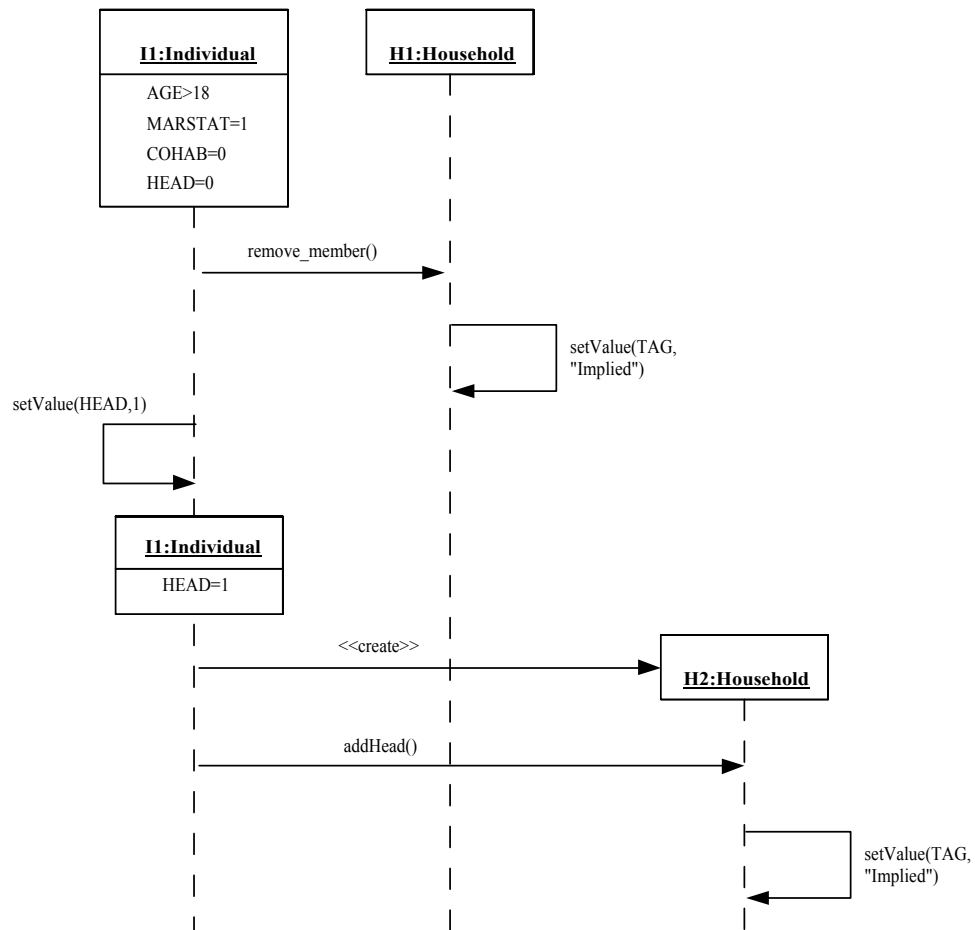 I1:Individual
H1:Household
AGE>18
MARSTAT=1
COHAB=0
HEAD=0
remove_member()
setValue(TAG,
"Implied")
setValue(HEAD,1)
I1:Individual
HEAD=1
<<create>>
H2:Household
addHead()
setValue(TAG,
"Implied")